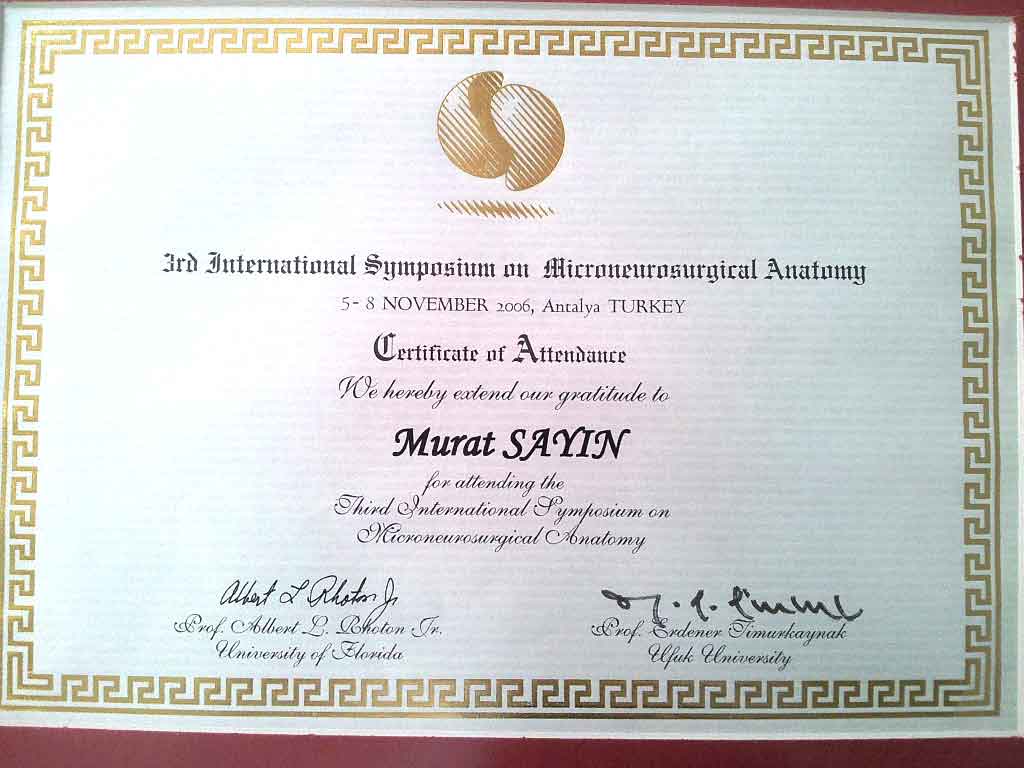 3rd International Symposium on Microneurosurgical Anatomy
5- 8 NOVEMBER 2006, Antalya TURKEY
Certificate of Attendance
We hereby extend our gratitude to
Murat SAYIN
for attending the
Third International Symposium on
Microneurosurgical Anatomy
Albert L Rhoton Jr
Prof. Albert L. Rhoton Jr.
University of Florida
Prof. Erdener Timurkaynak
Ufuk University